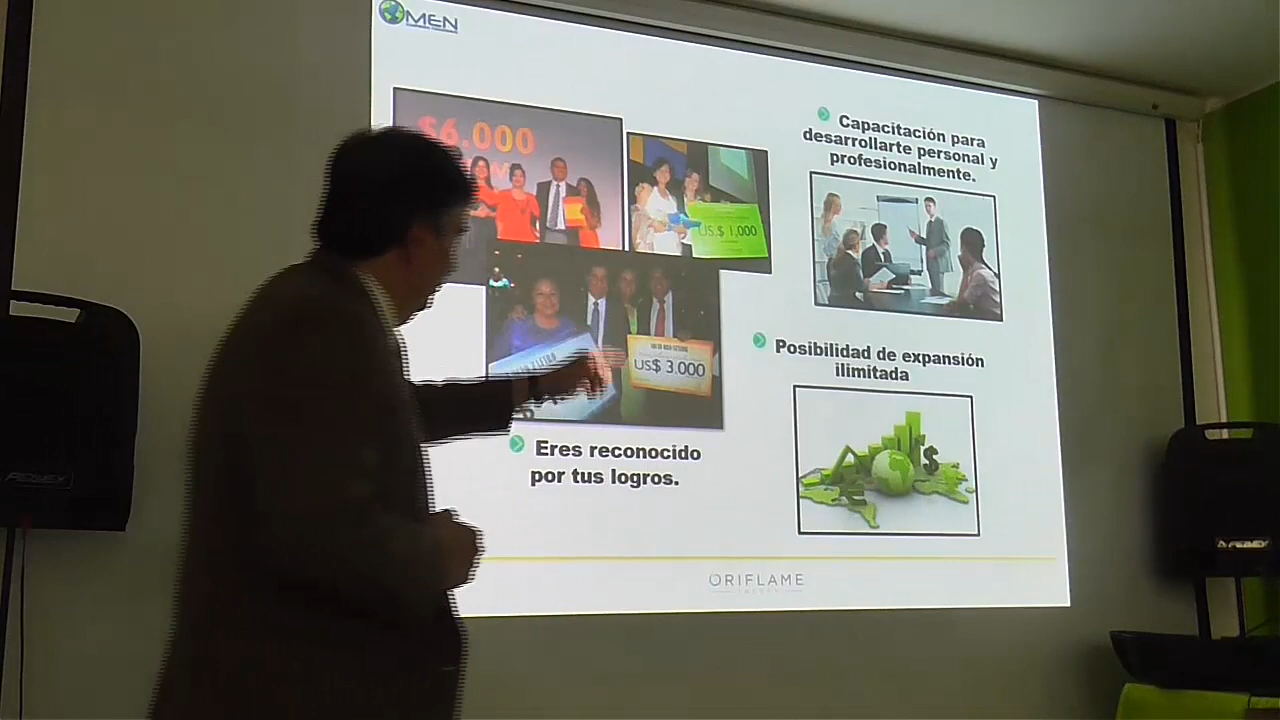 OMEN
$6.000
US.$ 1,000
US$ 3.000
Eres reconocido
por tus logros.
Capacitación para
desarrollarte personal y
profesionalmente.
Posibilidad de expansión
ilimitada
$
ORIFLAME